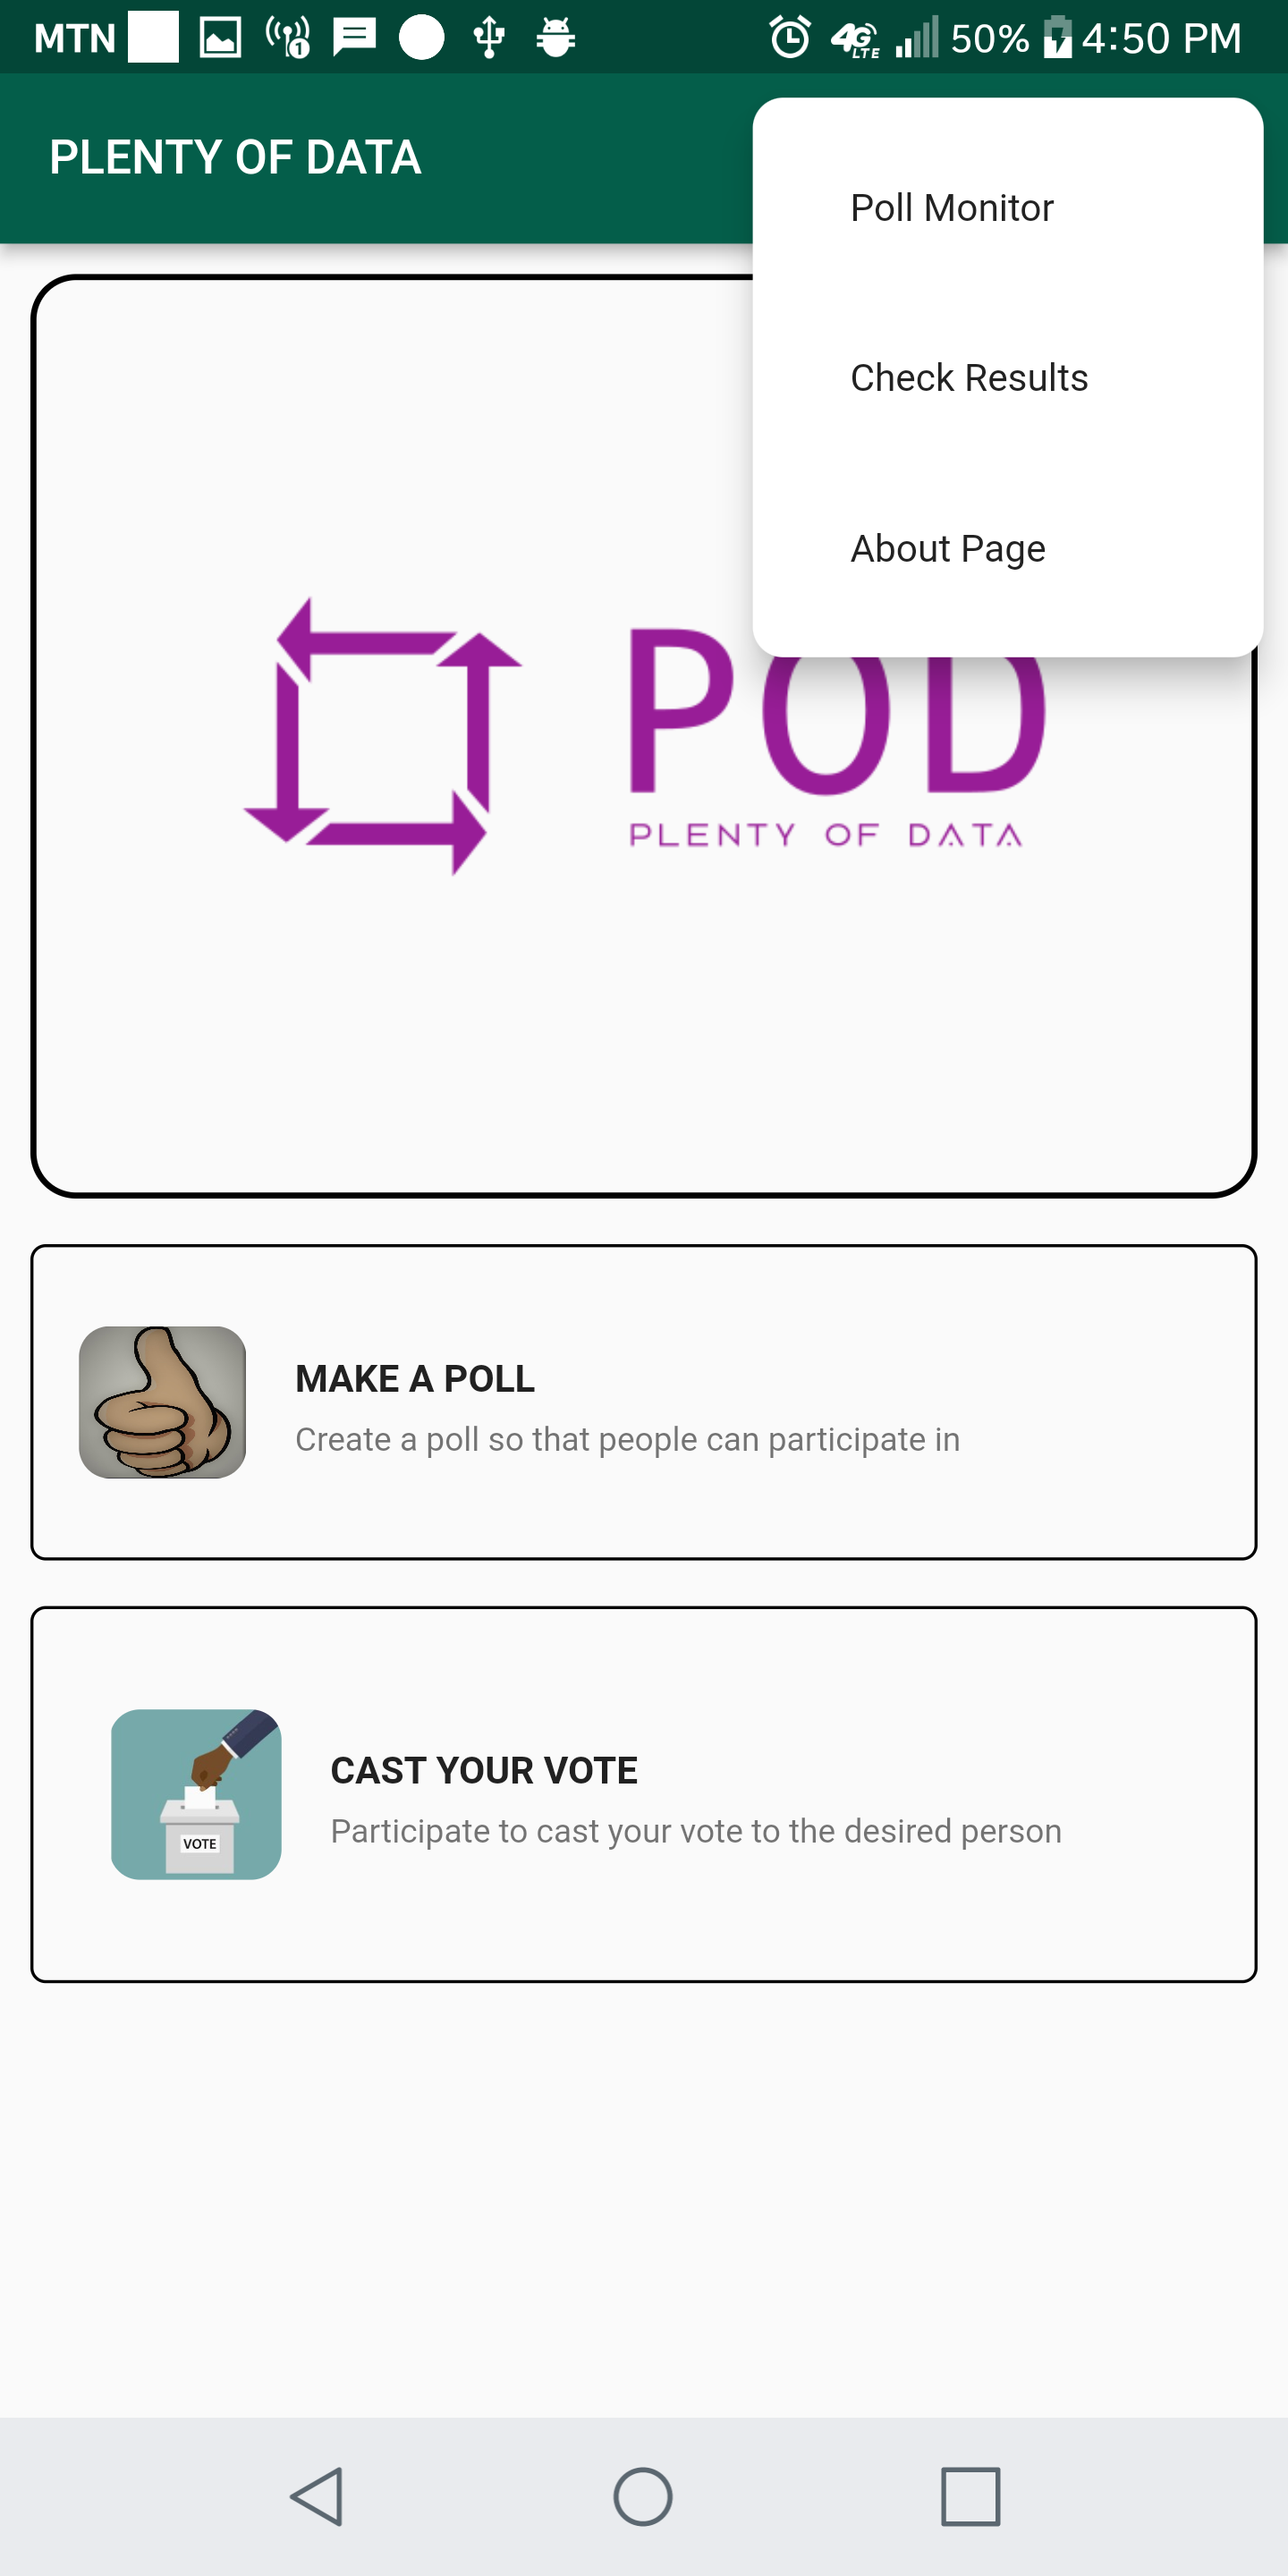 MTN 1 4G LTE 50% 4:50 PM
PLENTY OF DATA
Poll Monitor
Check Results
About Page
POD
PLENTY OF DATA
MAKE A POLL
Create a poll so that people can participate in
CAST YOUR VOTE
Participate to cast your vote to the desired person
VOTE